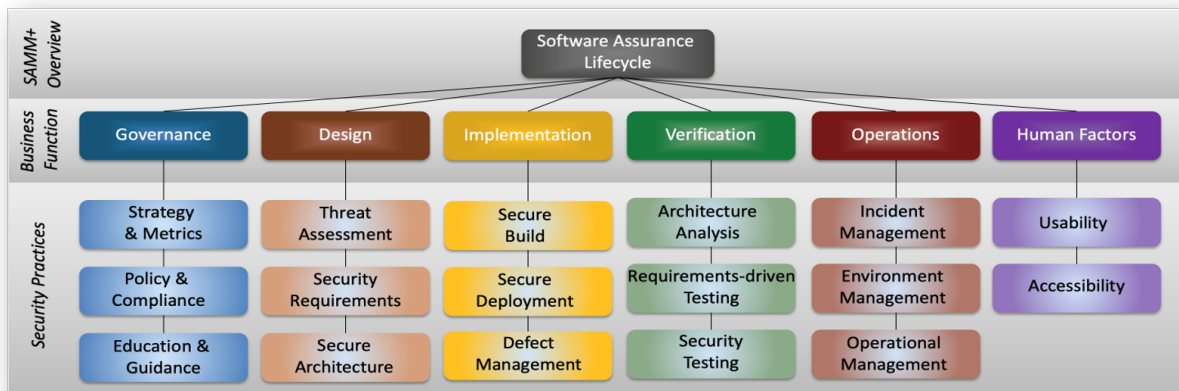 SAMM+
Overview
Software Assurance
Lifecycle
Business
Function
Governance
Design
Implementation
Verification
Operations
Human Factors
Security Practices
Strategy
& Metrics
Threat
Assessment
Secure
Build
Architecture
Analysis
Incident
Management
Usability
Policy &
Compliance
Security
Requirements
Secure
Deployment
Requirements-driven
Testing
Environment
Management
Accessibility
Education &
Guidance
Secure
Architecture
Defect
Management
Security
Testing
Operational
Management